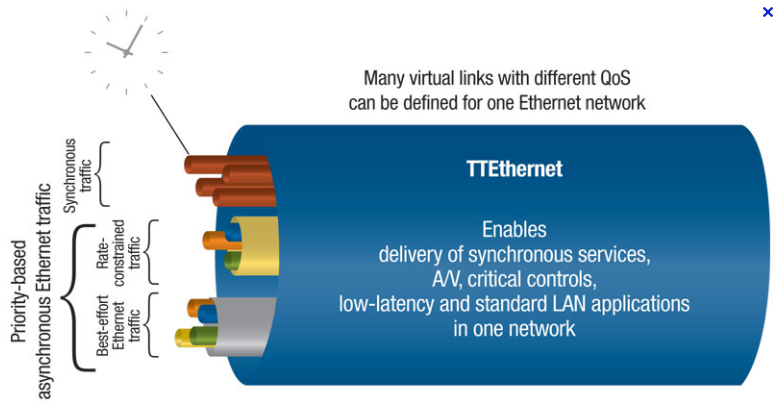 Many virtual links with different QoS
can be defined for one Ethernet network
TTEthernet
Enables
delivery of synchronous services,
A/V, critical controls,
low-latency and standard LAN applications
in one network
Synchronous
traffic
Priority-based
asynchronous Ethernet traffic
Rate-
constrained
traffic
Best-effort
Ethernet
traffic